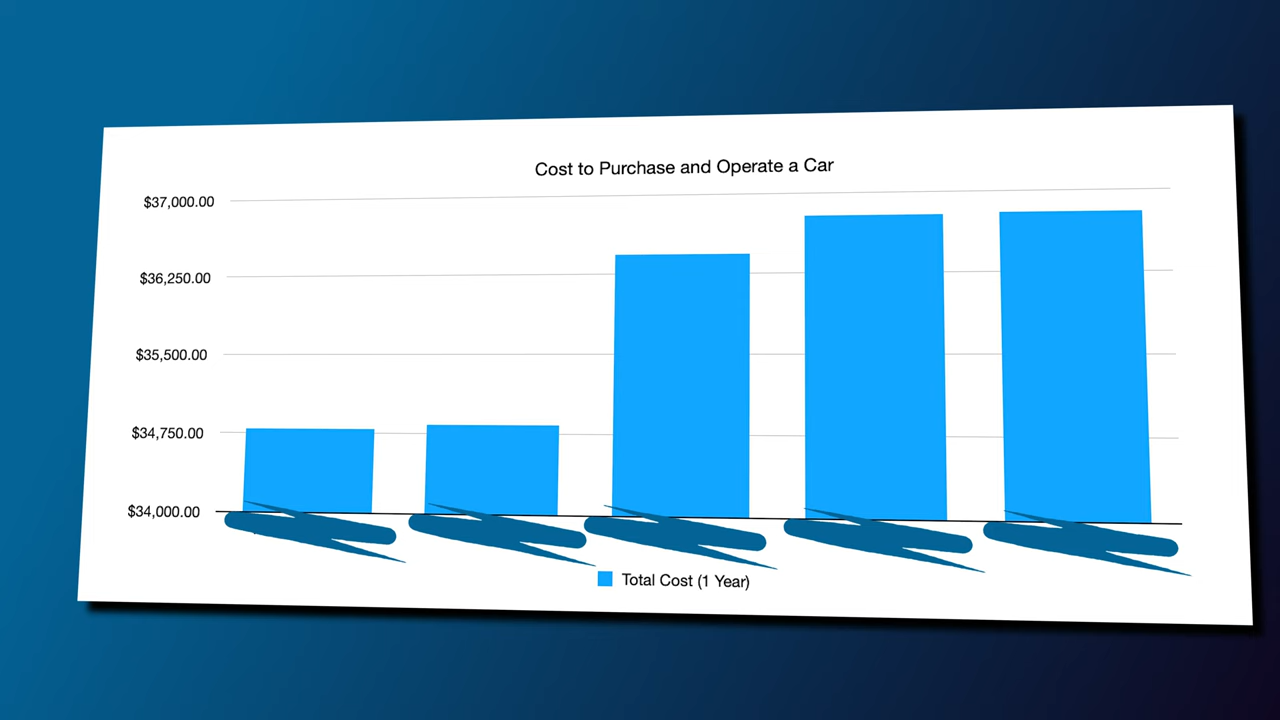 Cost to Purchase and Operate a Car
$37,000.00
$36,250.00
$35,500.00
$34,750.00
$34,000.00
Total Cost (1 Year)